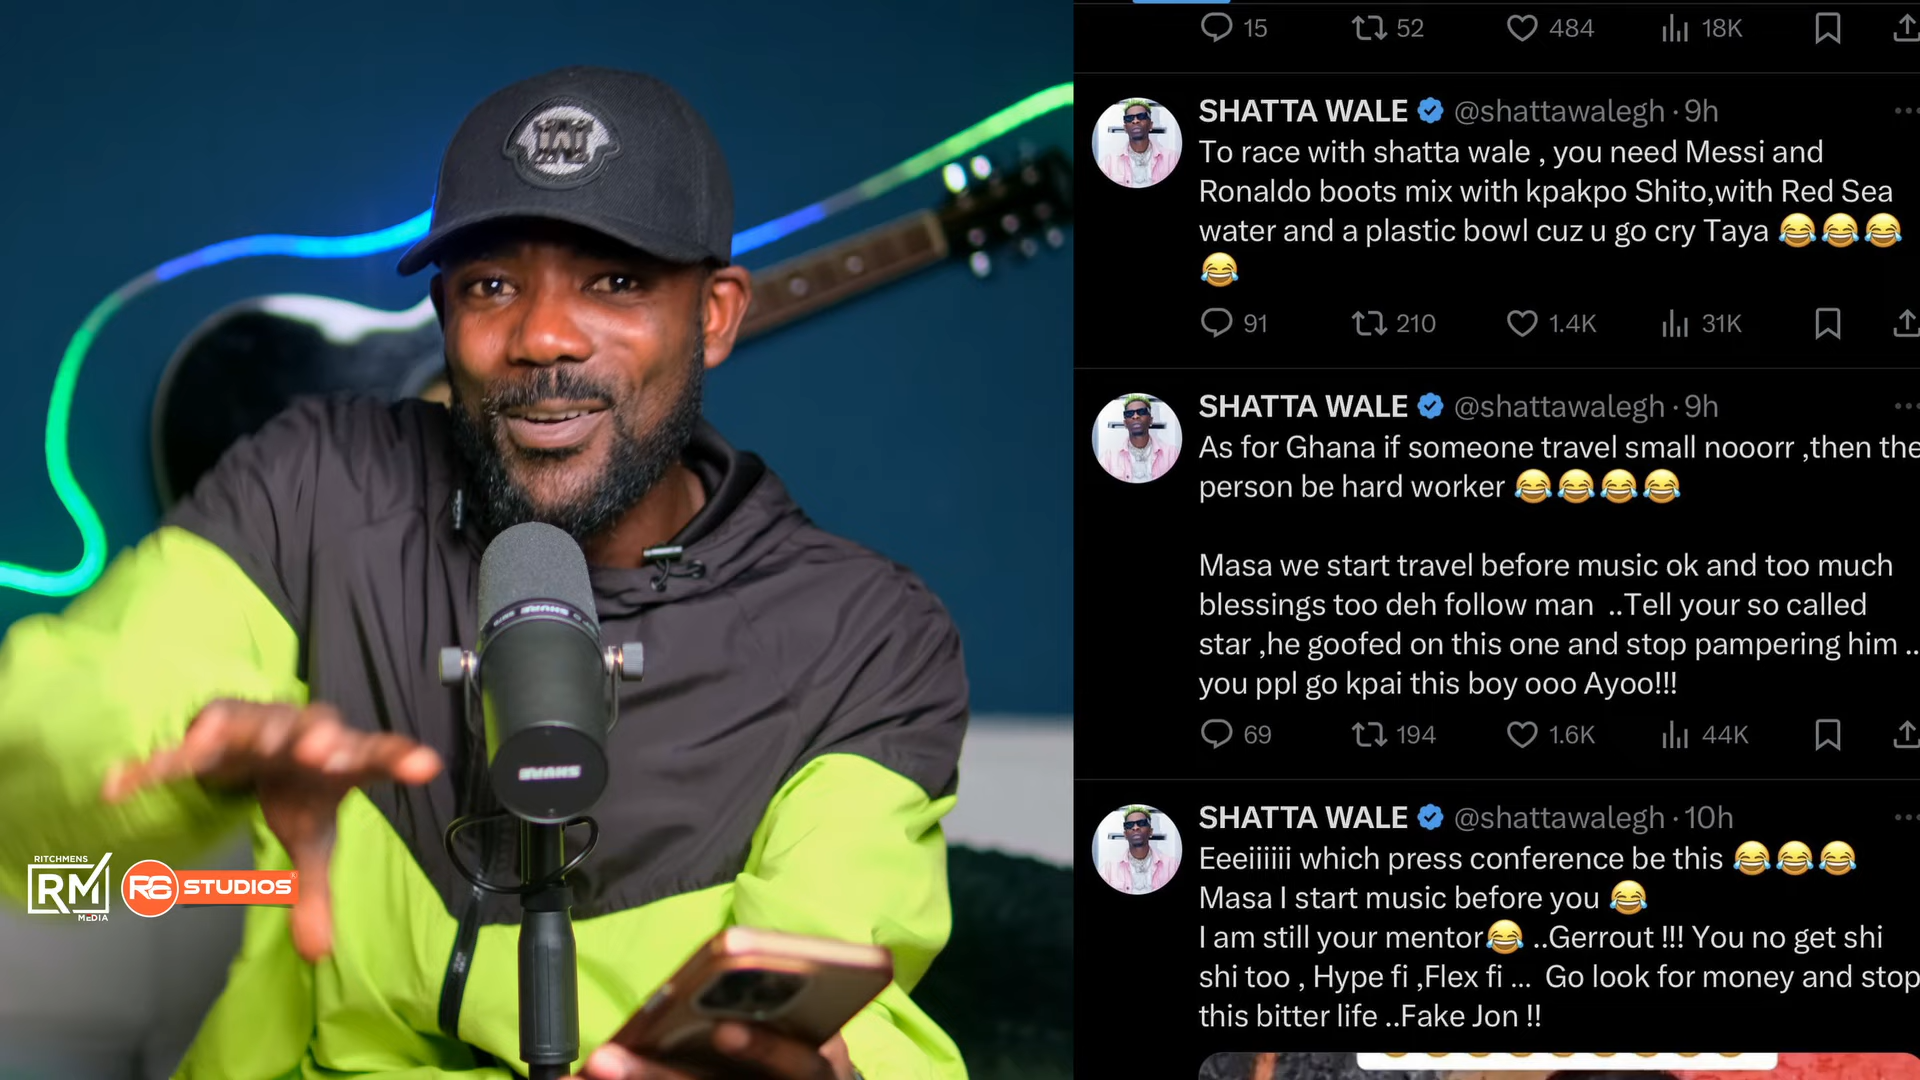 15 52 484 18K
SHATTA WALE @shattawalegh · 9h
To race with shatta wale , you need Messi and
Ronaldo boots mix with kpakpo Shito,with Red Sea
water and a plastic bowl cuz u go cry Taya 😂😂😂
😂
91 210 1.4K 31K
SHATTA WALE @shattawalegh · 9h
As for Ghana if someone travel small nooorr ,then the
person be hard worker 😂😂😂😂
Masa we start travel before music ok and too much
blessings too deh follow man ..Tell your so called
star ,he goofed on this one and stop pampering him ..
you ppl go kpai this boy ooo Ayoo!!!
69 194 1.6K 44K
SHATTA WALE @shattawalegh · 10h
Eeeiiiiii which press conference be this 😂😂😂
Masa I start music before you 😂
I am still your mentor😂 ..Gerrout !!! You no get shi
shi too , Hype fi ,Flex fi ... Go look for money and stop
this bitter life ..Fake Jon !!
SHURE
SHURE
RITCHMENS
RM
MEDIA
RG STUDIOS